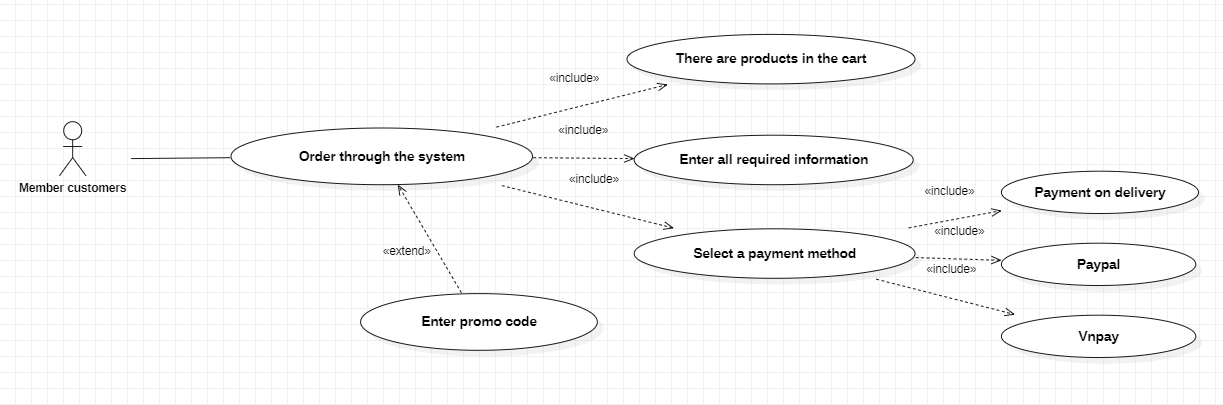 There are products in the cart
«include»
«include»
Order through the system
Enter all required information
Member customers
«include»
Payment on delivery
«include»
«include»
«extend»
Select a payment method
Paypal
«include»
Enter promo code
Vnpay